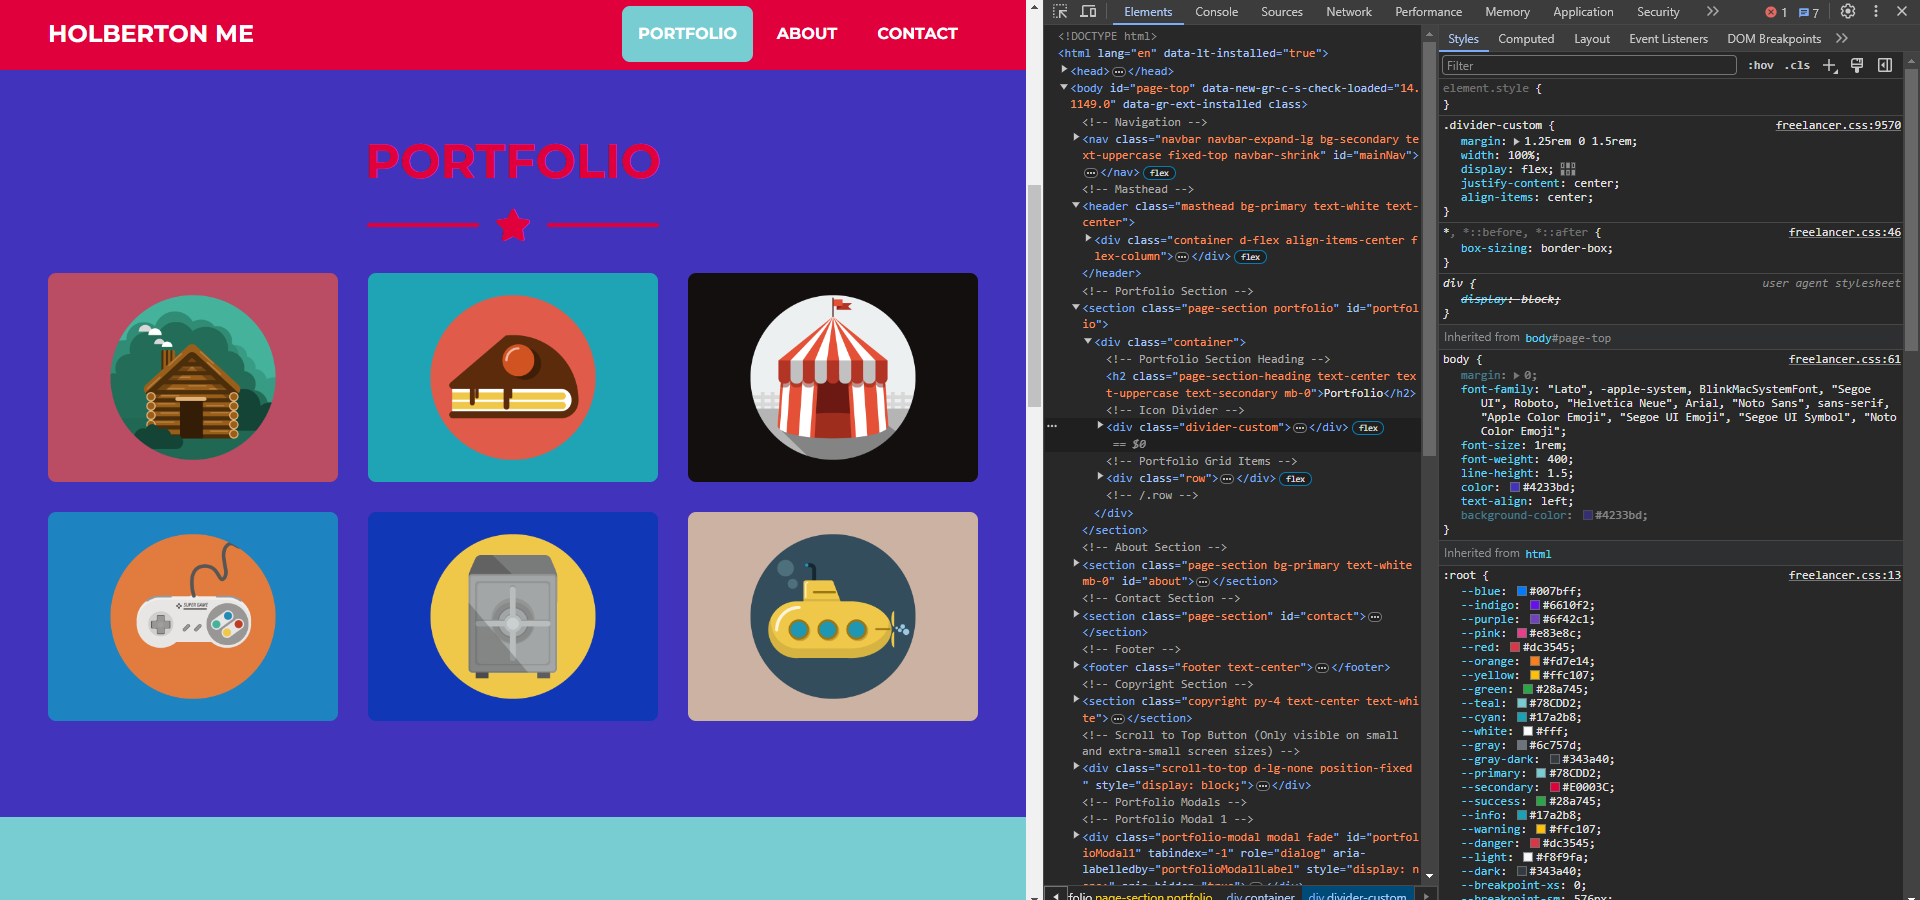 HOLBERTON ME
PORTFOLIO
ABOUT
CONTACT
PORTFOLIO
SUPER GAME
Elements
Console
Sources
Network
Performance
Memory
Application
Security
1
7
<!DOCTYPE html>
<html lang="en" data-lt-installed="true">
<head>…</head>
<body id="page-top" data-new-gr-c-s-check-loaded="14.
1149.0" data-gr-ext-installed class>
<!-- Navigation -->
<nav class="navbar navbar-expand-lg bg-secondary te
xt-uppercase fixed-top navbar-shrink" id="mainNav">
…</nav> flex
<!-- Masthead -->
<header class="masthead bg-primary text-white text-
center">
<div class="container d-flex align-items-center f
lex-column">…</div> flex
</header>
<!-- Portfolio Section -->
<section class="page-section portfolio" id="portfol
io">
<div class="container">
<!-- Portfolio Section Heading -->
<h2 class="page-section-heading text-center tex
t-uppercase text-secondary mb-0">Portfolio</h2>
<!-- Icon Divider -->
<div class="divider-custom">…</div> flex
== $0
<!-- Portfolio Grid Items -->
<div class="row">…</div> flex
<!-- /.row -->
</div>
</section>
<!-- About Section -->
<section class="page-section bg-primary text-white
mb-0" id="about">…</section>
<!-- Contact Section -->
<section class="page-section" id="contact">…
</section>
<!-- Footer -->
<footer class="footer text-center">…</footer>
<!-- Copyright Section -->
<section class="copyright py-4 text-center text-whi
te">…</section>
<!-- Scroll to Top Button (Only visible on small
and extra-small screen sizes) -->
<div class="scroll-to-top d-lg-none position-fixed
" style="display: block;">…</div>
<!-- Portfolio Modals -->
<!-- Portfolio Modal 1 -->
<div class="portfolio-modal modal fade" id="portfol
ioModal1" tabindex="-1" role="dialog" aria-
labelledby="portfolioModal1Label" style="display: n
folio.page-section.portfolio
div.container
div.divider-custom
Styles
Computed
Layout
Event Listeners
DOM Breakpoints
Filter
:hov
.cls
element.style {
}
.divider-custom { freelancer.css:9570
margin: 1.25rem 0 1.5rem;
width: 100%;
display: flex;
justify-content: center;
align-items: center;
}
*, *::before, *::after { freelancer.css:46
box-sizing: border-box;
}
div { user agent stylesheet
display: block;
}
Inherited from body#page-top
body { freelancer.css:61
margin: 0;
font-family: "Lato", -apple-system, BlinkMacSystemFont, "Segoe
UI", Roboto, "Helvetica Neue", Arial, "Noto Sans", sans-serif,
"Apple Color Emoji", "Segoe UI Emoji", "Segoe UI Symbol", "Noto
Color Emoji";
font-size: 1rem;
font-weight: 400;
line-height: 1.5;
color: #4233bd;
text-align: left;
background-color: #4233bd;
}
Inherited from html
:root { freelancer.css:13
--blue: #007bff;
--indigo: #6610f2;
--purple: #6f42c1;
--pink: #e83e8c;
--red: #dc3545;
--orange: #fd7e14;
--yellow: #ffc107;
--green: #28a745;
--teal: #78CDD2;
--cyan: #17a2b8;
--white: #fff;
--gray: #6c757d;
--gray-dark: #343a40;
--primary: #78CDD2;
--secondary: #E0003C;
--success: #28a745;
--info: #17a2b8;
--warning: #ffc107;
--danger: #dc3545;
--light: #f8f9fa;
--dark: #343a40;
--breakpoint-xs: 0;
--breakpoint-sm: 576px;